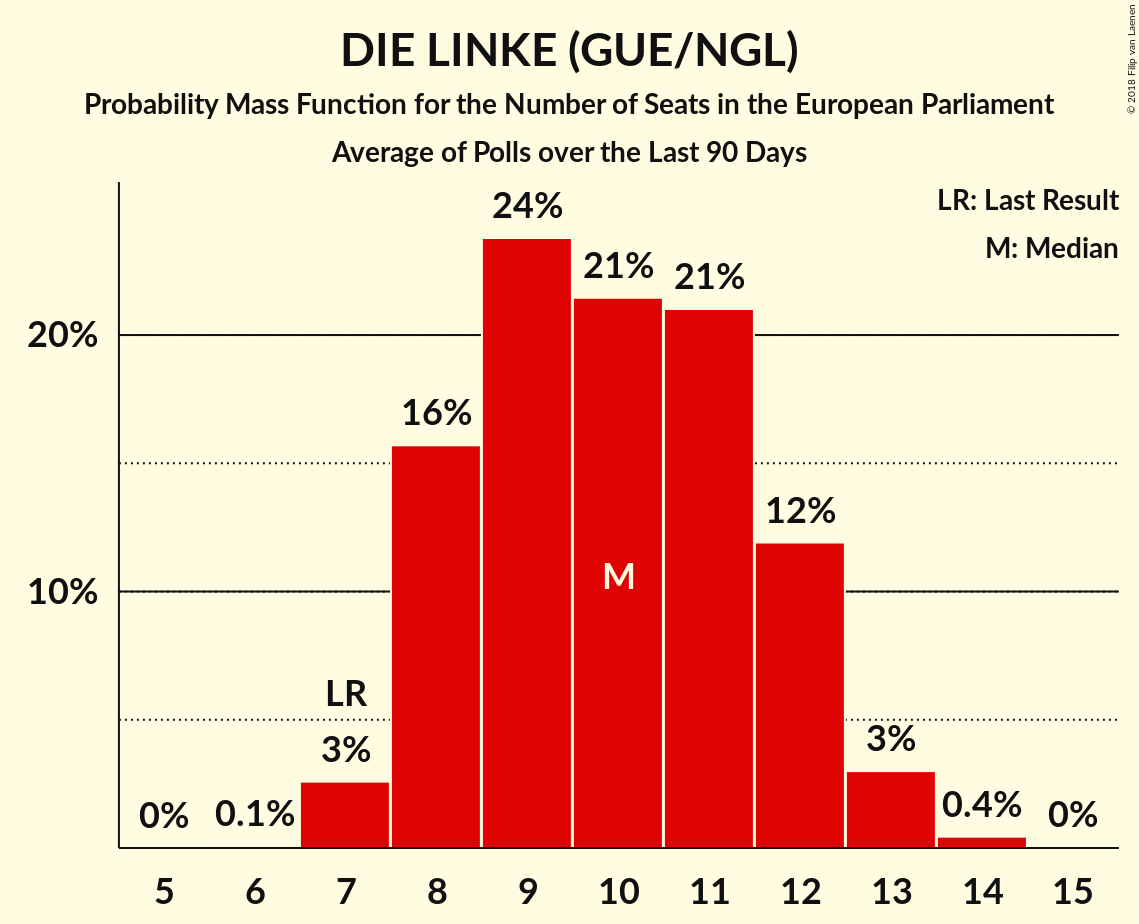 DIE LINKE (GUE/NGL)
Probability Mass Function for the Number of Seats in the European Parliament
Average of Polls over the Last 90 Days
© 2018 Filip van Laenen
LR: Last Result
M: Median
24%
21%
21%
20%
16%
12%
10%
M
LR
3%
3%
0%
0.1%
0.4%
0%
5 6 7 8 9 10 11 12 13 14 15